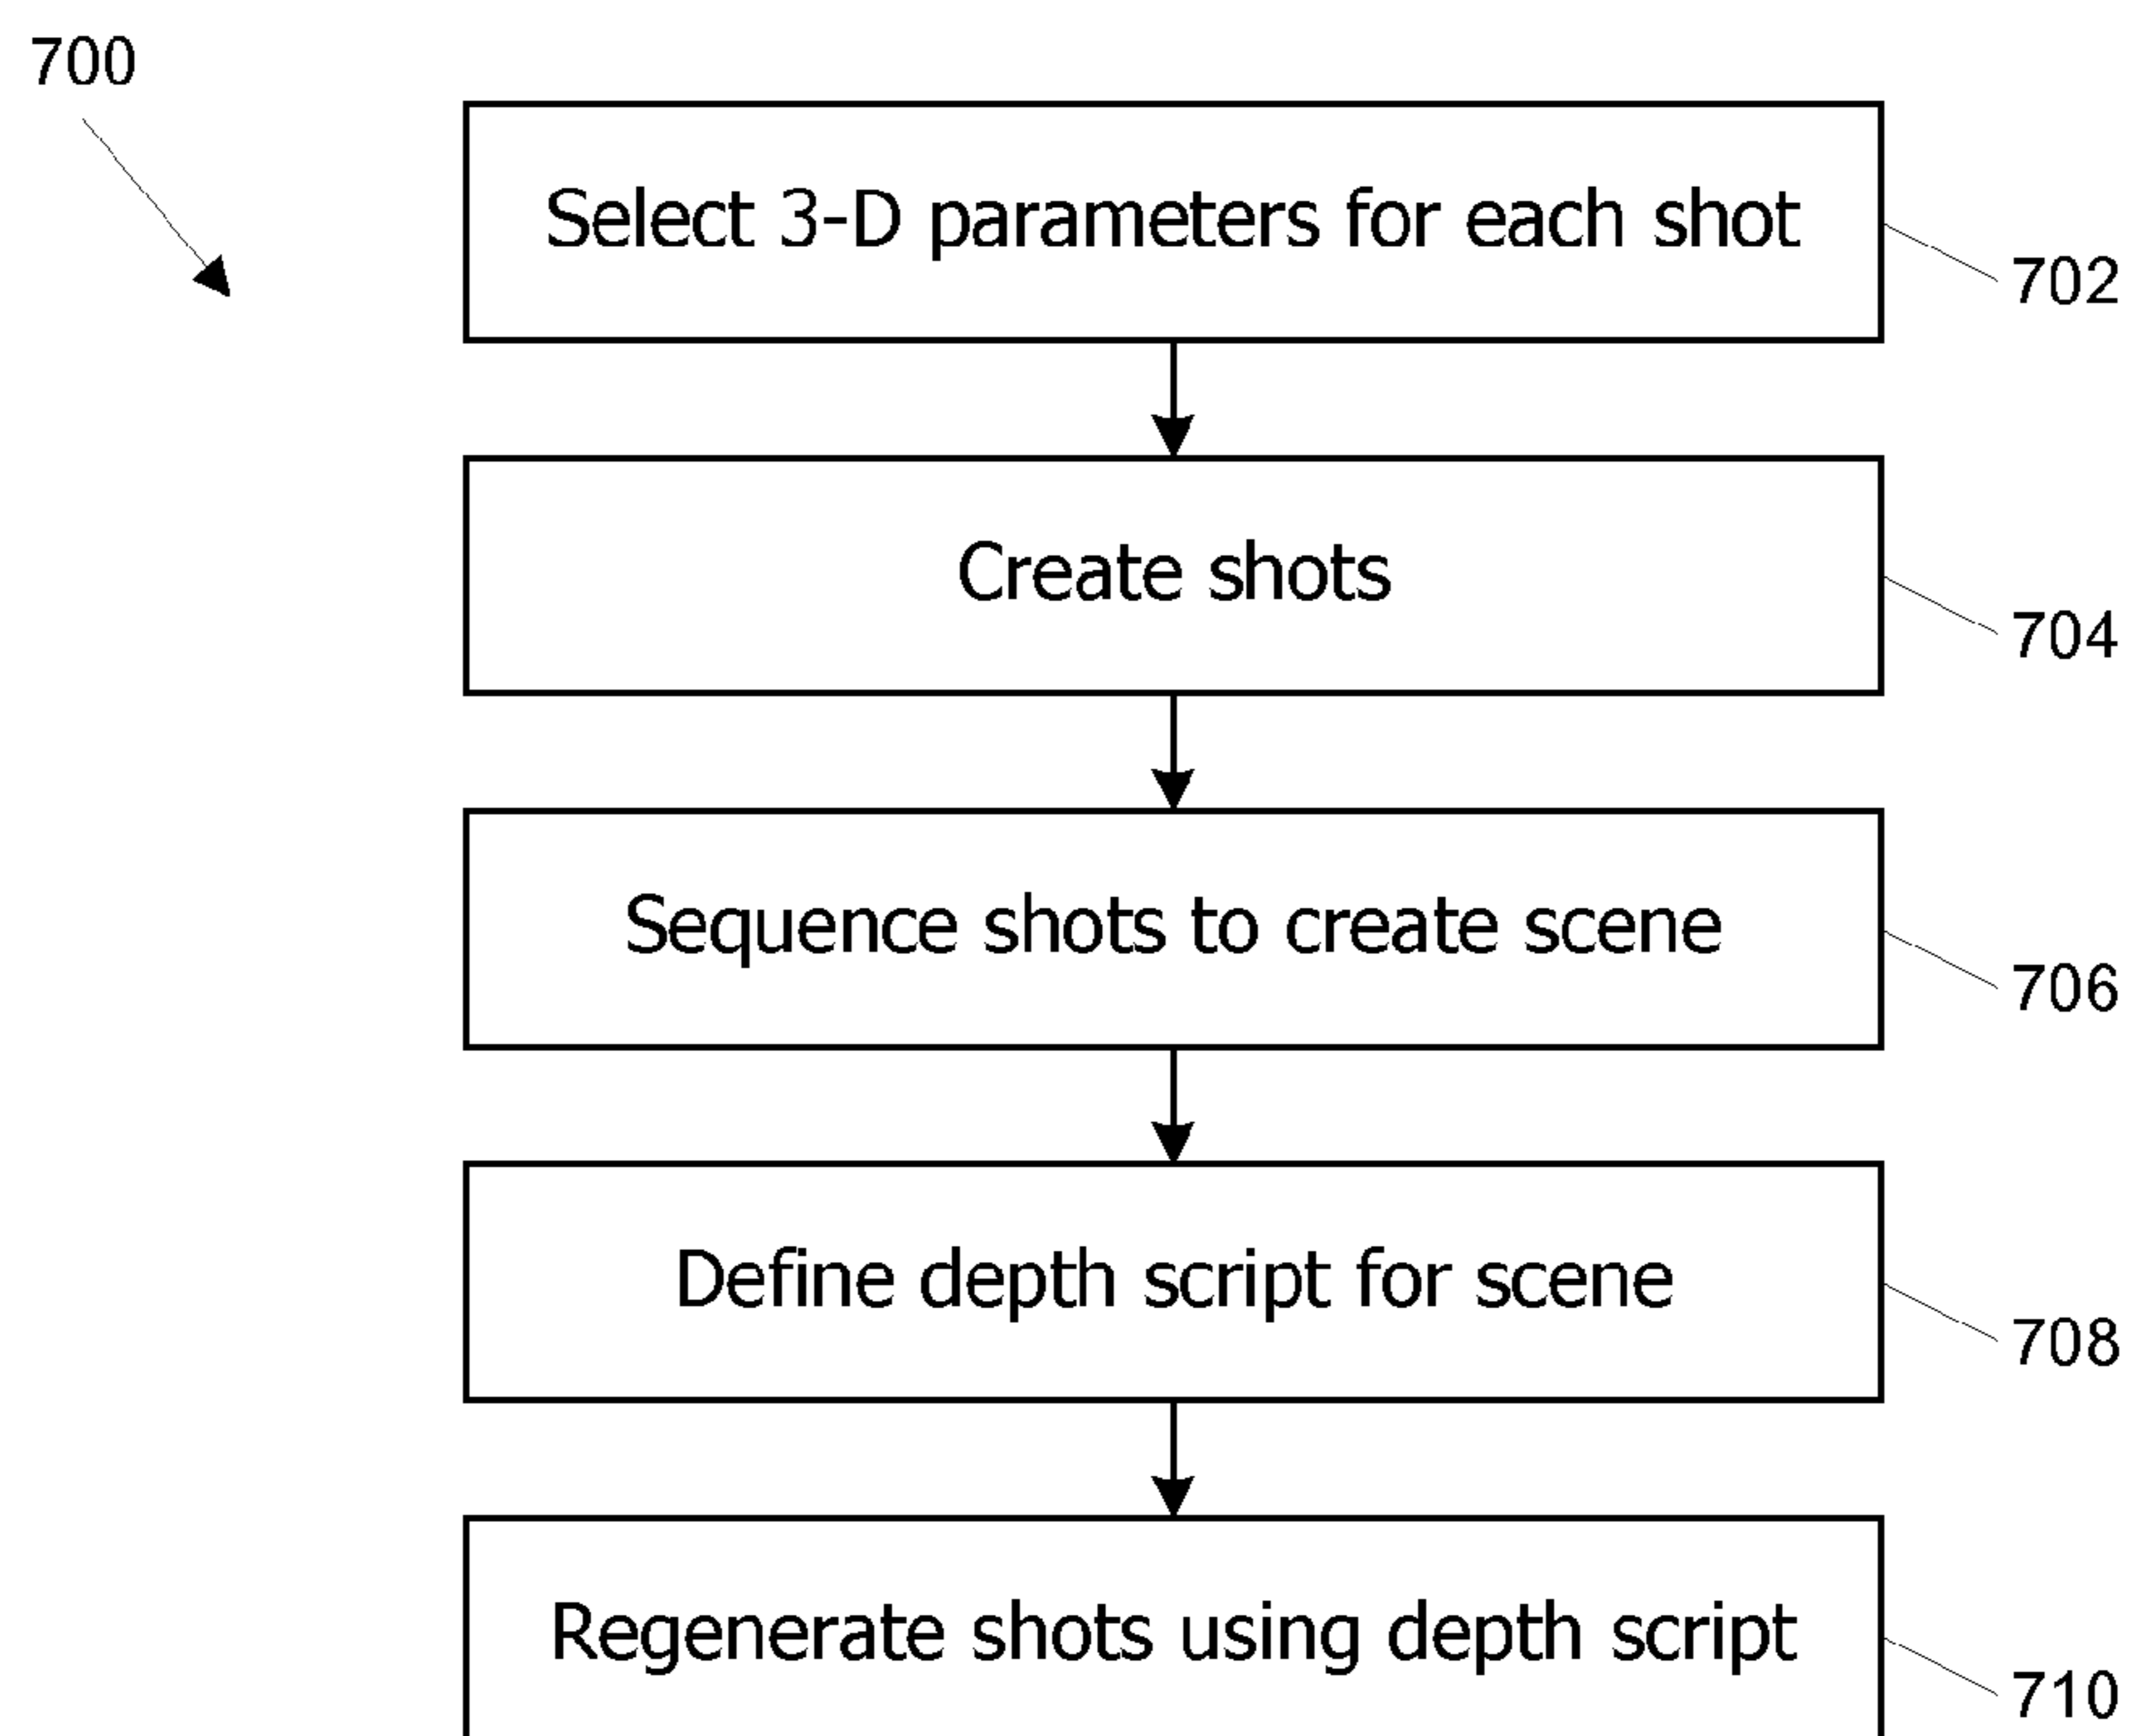 700
Select 3-D parameters for each shot
702
Create shots
704
Sequence shots to create scene
706
Define depth script for scene
708
Regenerate shots using depth script
710